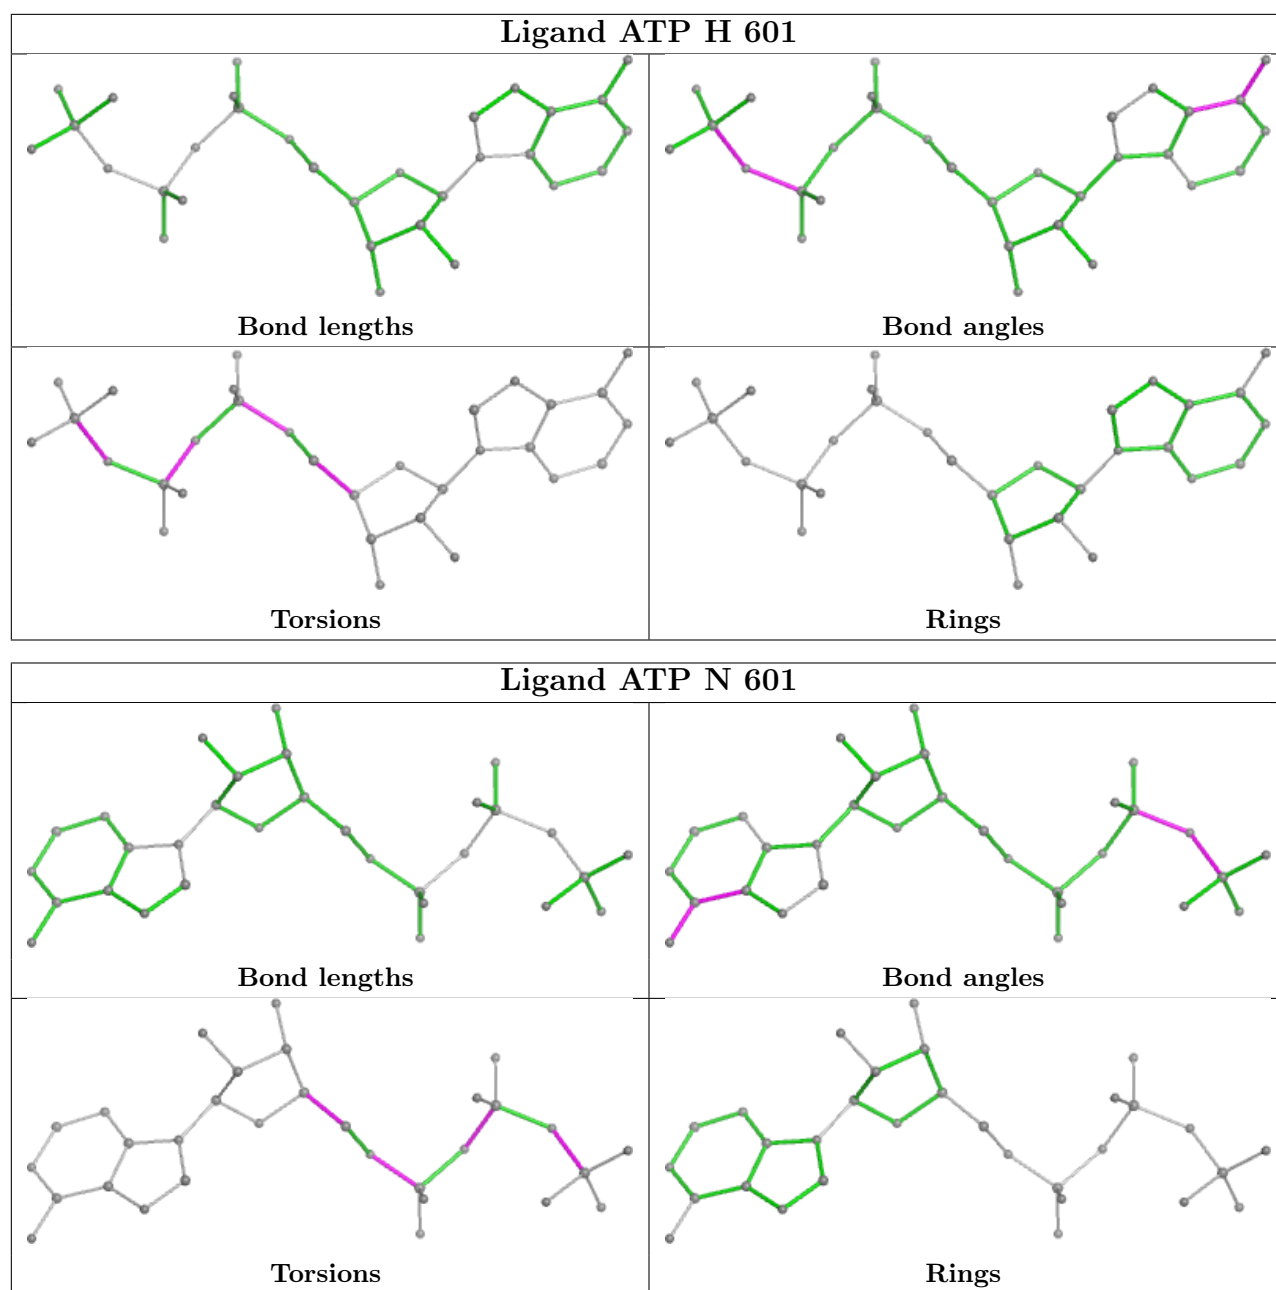 Ligand ATP H 601
Bond lengths
Bond angles
Torsions
Rings
Ligand ATP N 601
Bond lengths
Bond angles
Torsions
Rings